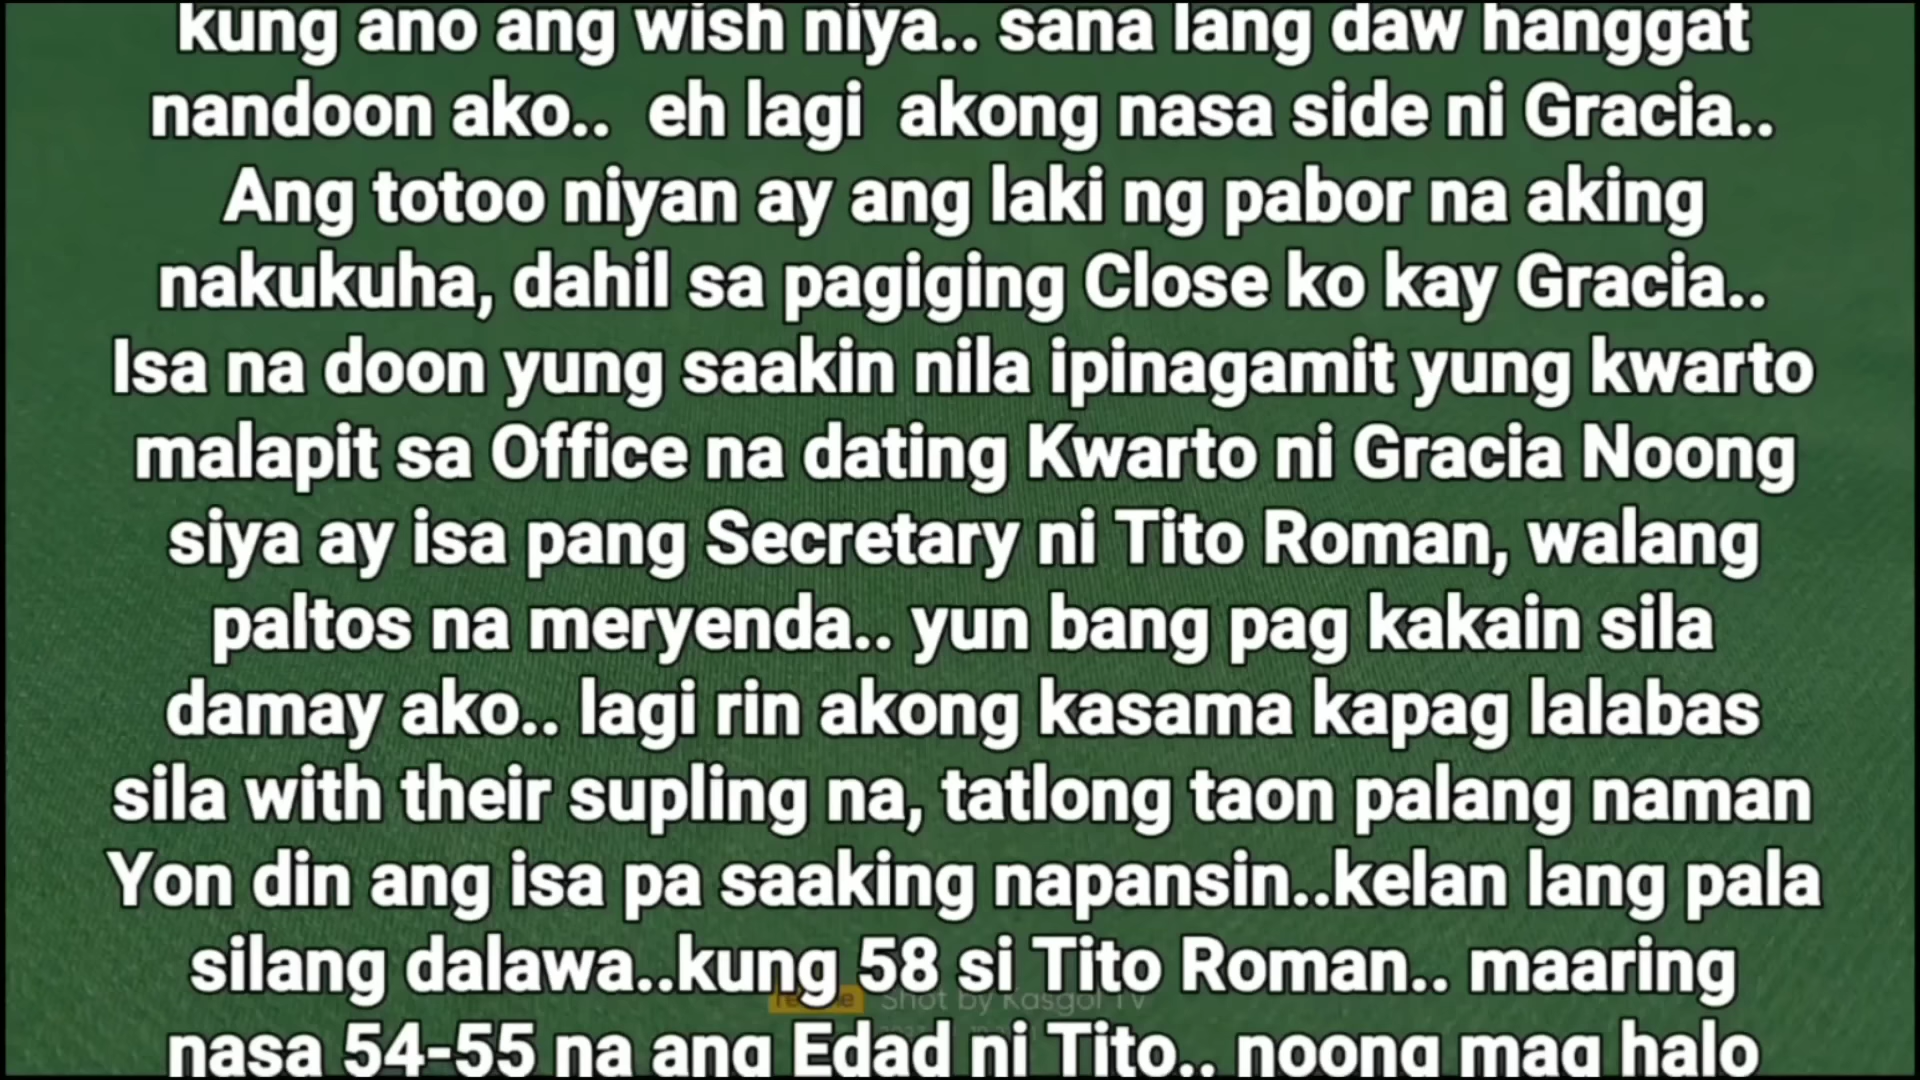 kung ano ang wish niya.. sana lang daw hanggat
nandoon ako.. eh lagi akong nasa side ni Gracia..
Ang totoo niyan ay ang laki ng pabor na aking
nakukuha, dahil sa pagiging Close ko kay Gracia..
Isa na doon yung saakin nila ipinagamit yung kwarto
malapit sa Office na dating Kwarto ni Gracia Noong
siya ay isa pang Secretary ni Tito Roman, walang
paltos na meryenda.. yun bang pag kakain sila
damay ako.. lagi rin akong kasama kapag lalabas
sila with their supling na, tatlong taon palang naman
Yon din ang isa pa saaking napansin..kelan lang pala
silang dalawa..kung 58 si Tito Roman.. maaring
Shot by Kasgol TV
nasa 54-55 na ang Edad ni Tito.. noong mag halo